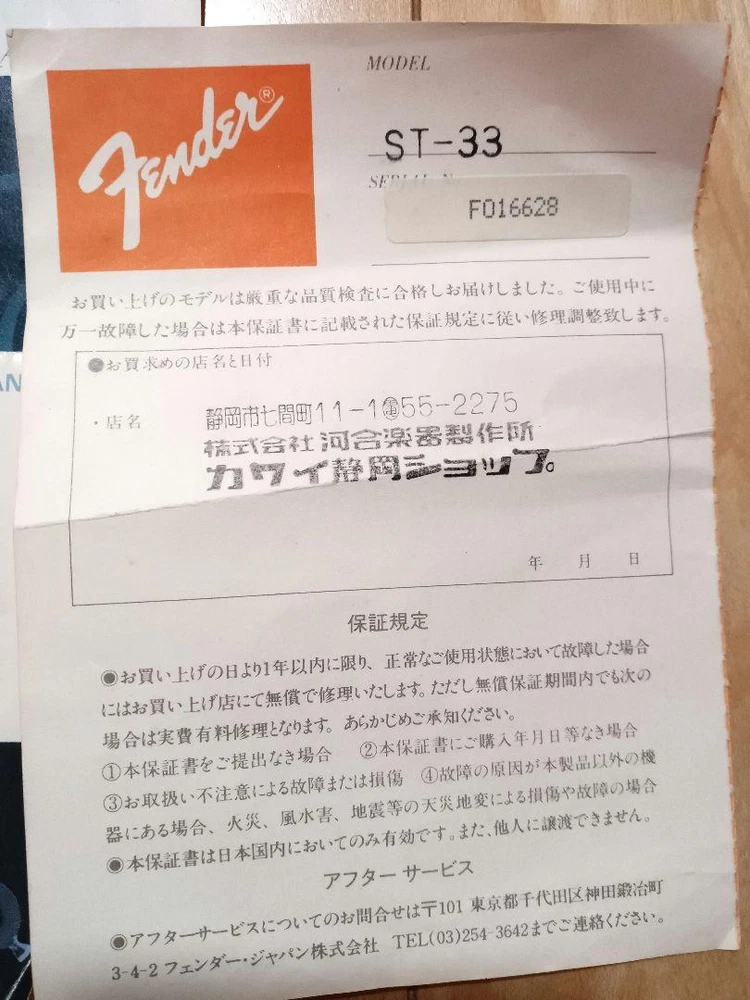 Fender®
MODEL
ST-33
F016628
お買い上げのモデルは厳重な品質検査に合格しお届けしました。ご使用中に
万一故障した場合は本保証書に記載された保証規定に従い修理調整致します。
●お買求めの店名と日付
・店名
静岡市七間町11-1㊟55-2275
株式会社河合楽器製作所
カワイ静岡ショップ。
年 月 日
保証規定
●お買い上げの日より1年以内に限り、正常なご使用状態において故障した場合
にはお買い上げ店にて無償で修理いたします。ただし無償保証期間内でも次の
場合は実費有料修理となります。あらかじめご承知ください。
①本保証書をご提出なき場合 ②本保証書にご購入年月日等なき場合
③お取扱い不注意による故障または損傷 ④故障の原因が本製品以外の機
器にある場合、火災、風水害、地震等の天災地変による損傷や故障の場合
●本保証書は日本国内においてのみ有効です。また、他人に譲渡できません。
アフターサービス
●アフターサービスについてのお問合せは〒101 東京都千代田区神田鍛冶町
3-4-2 フェンダー・ジャパン株式会社 TEL(03)254-3642までご連絡ください。